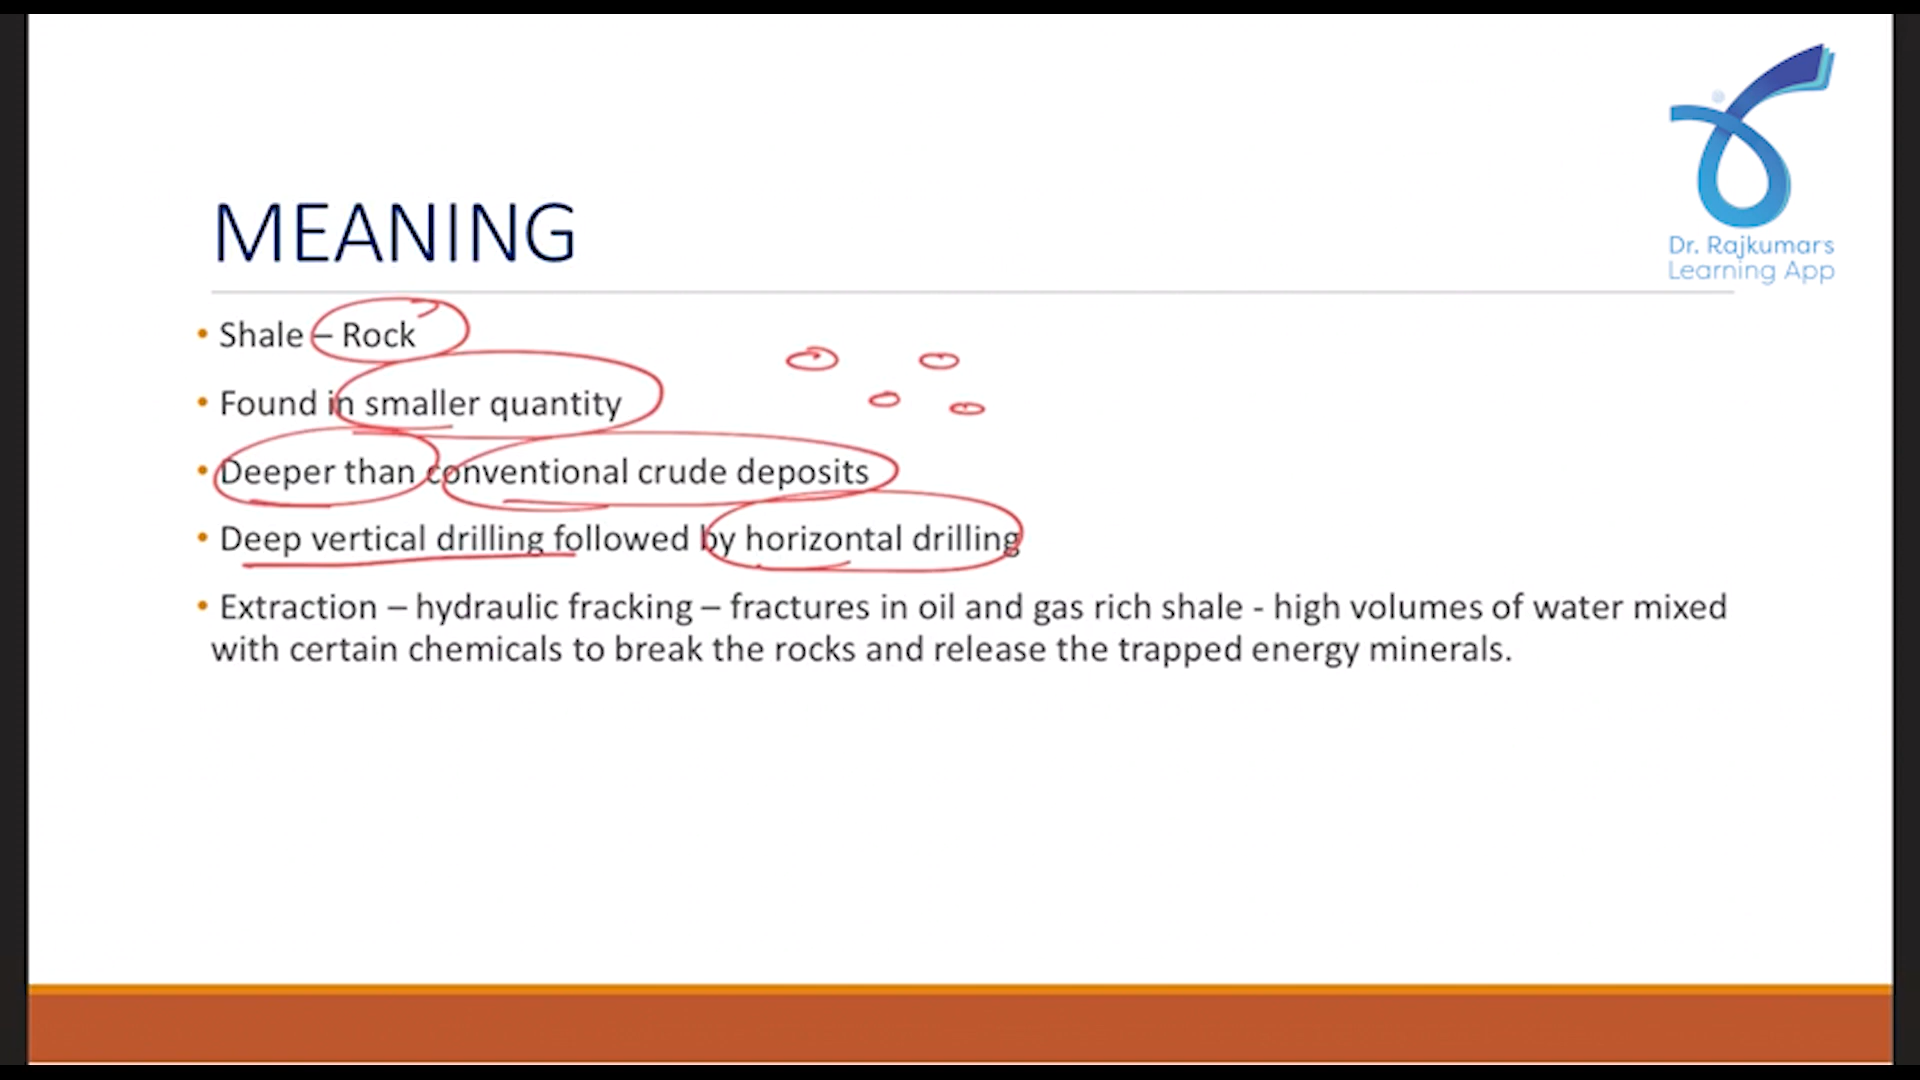 Dr. Rajkumars
Learning App
MEANING
• Shale – Rock
• Found in smaller quantity
• Deeper than conventional crude deposits
• Deep vertical drilling followed by horizontal drilling
• Extraction – hydraulic fracking – fractures in oil and gas rich shale - high volumes of water mixed
with certain chemicals to break the rocks and release the trapped energy minerals.